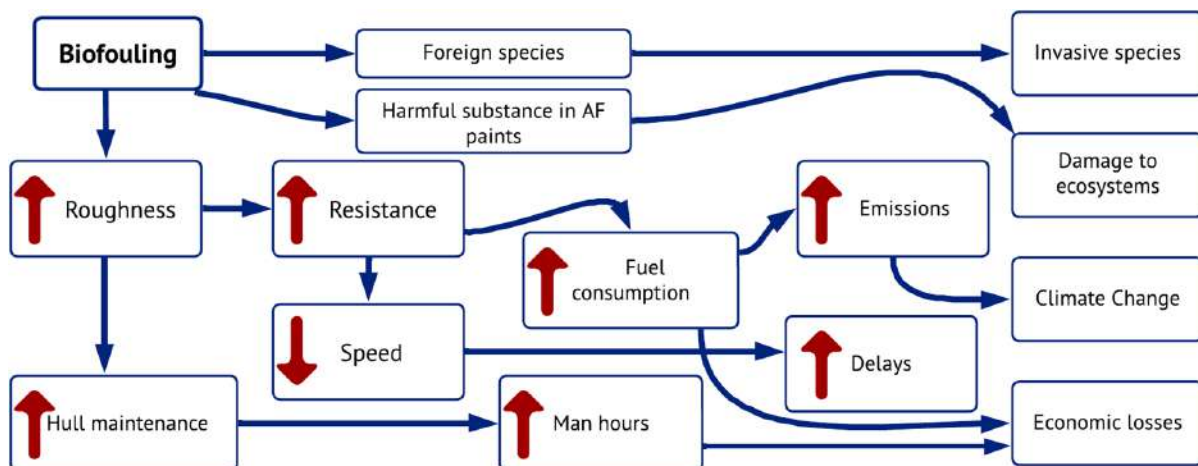 Biofouling
Foreign species
Invasive species
Harmful substance in AF
paints
Damage to
ecosystems
Roughness
Resistance
Emissions
Fuel
consumption
Climate Change
Speed
Delays
Hull maintenance
Man hours
Economic losses